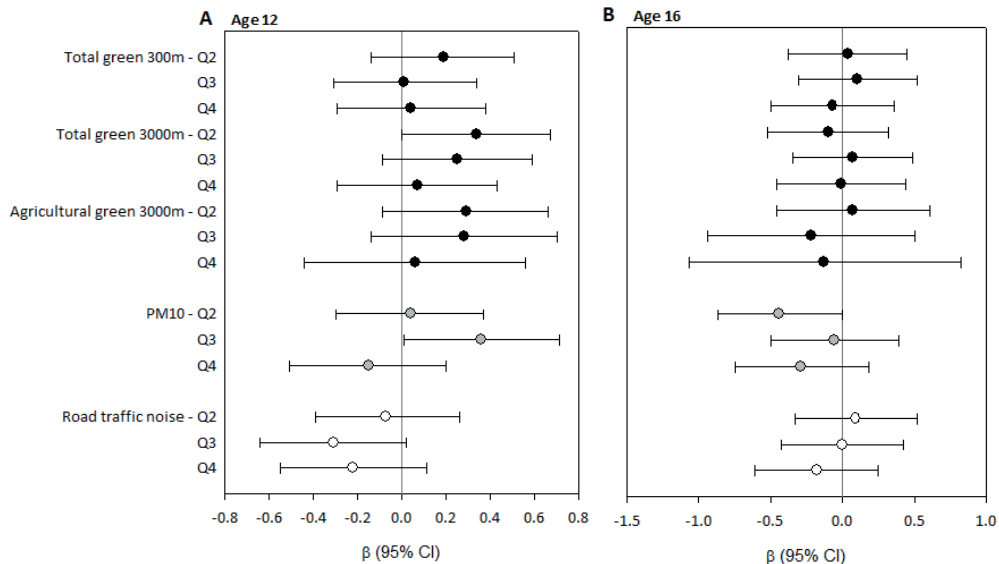 A Age 12
B Age 16
Total green 300m - Q2
Q3
Q4
Total green 3000m - Q2
Q3
Q4
Agricultural green 3000m - Q2
Q3
Q4
PM10 - Q2
Q3
Q4
Road traffic noise - Q2
Q3
Q4
-0.8 -0.6 -0.4 -0.2 0.0 0.2 0.4 0.6 0.8
-1.5 -1.0 -0.5 0.0 0.5 1.0
β (95% CI)
β (95% CI)